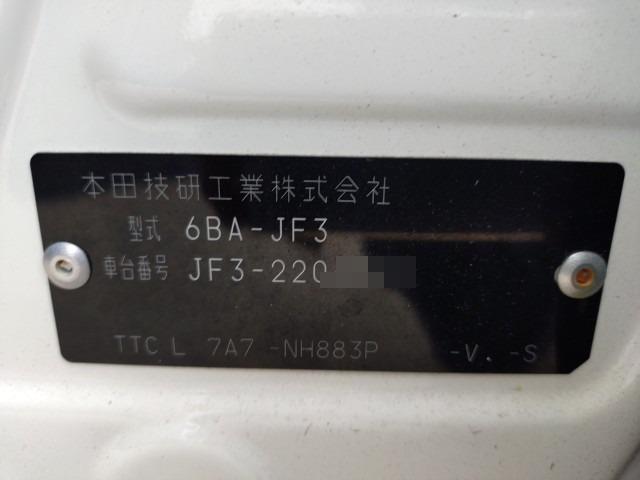 本田技研工業株式会社
型式 6BA-JF3
車台番号 JF3-220
TTC L 7A7 -NH883P -V. -S